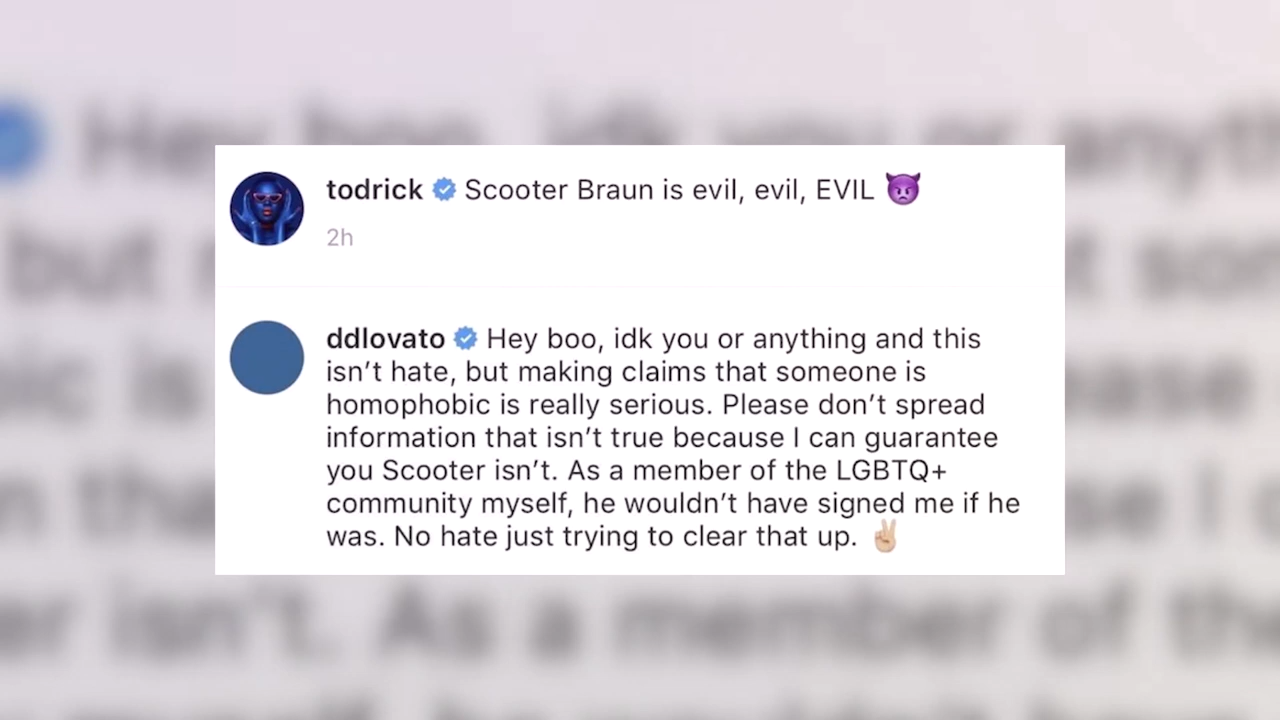 todrick Scooter Braun is evil, evil, EVIL 😈
2h
ddlovato Hey boo, idk you or anything and this
isn’t hate, but making claims that someone is
homophobic is really serious. Please don’t spread
information that isn’t true because I can guarantee
you Scooter isn’t. As a member of the LGBTQ+
community myself, he wouldn’t have signed me if he
was. No hate just trying to clear that up. ✌🏼